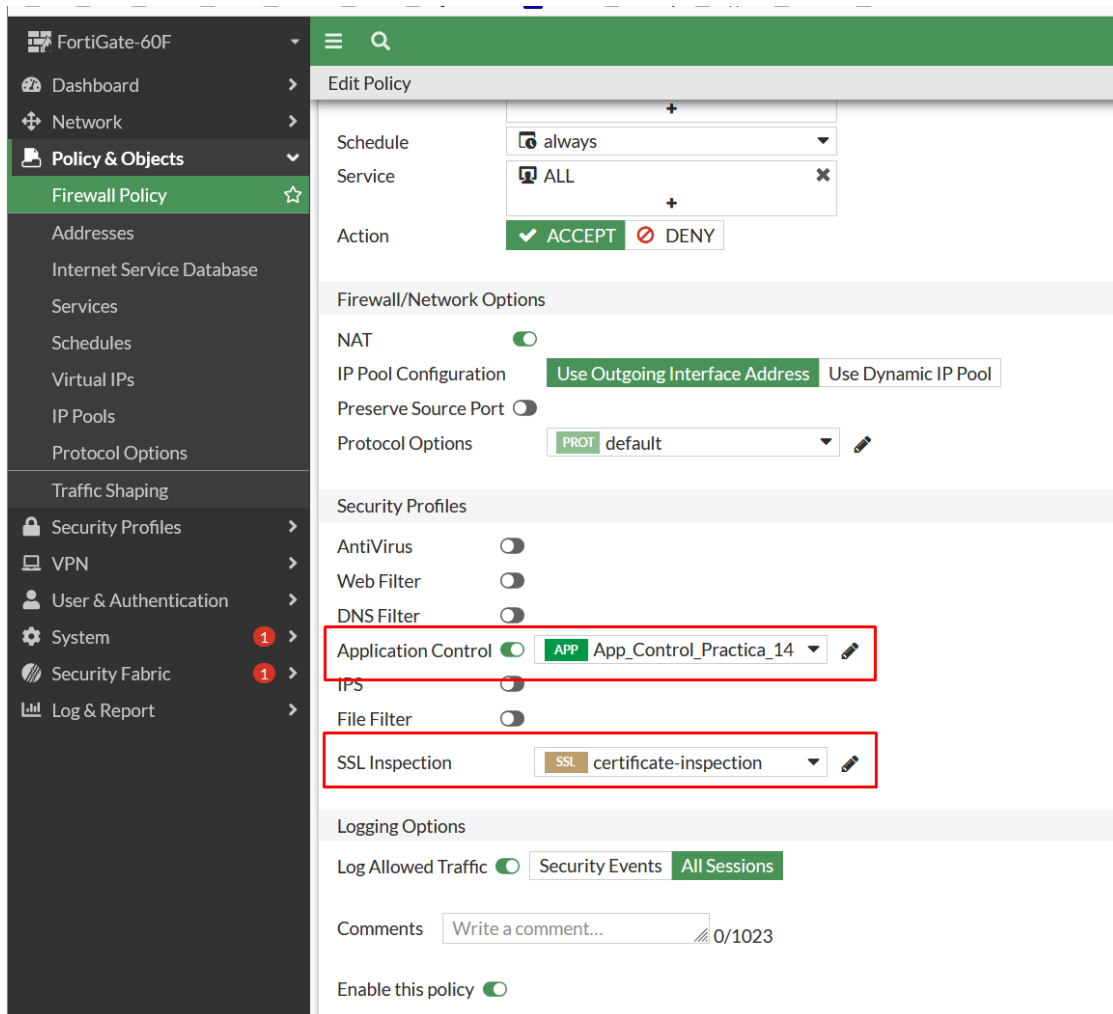 FortiGate-60F
Dashboard
Network
Policy & Objects
Firewall Policy
Addresses
Internet Service Database
Services
Schedules
Virtual IPs
IP Pools
Protocol Options
Traffic Shaping
Security Profiles
VPN
User & Authentication
System 1
Security Fabric 1
Log & Report
Edit Policy
+
Schedule always
Service ALL
+
Action ACCEPT DENY
Firewall/Network Options
NAT
IP Pool Configuration Use Outgoing Interface Address Use Dynamic IP Pool
Preserve Source Port
Protocol Options PROT default
Security Profiles
AntiVirus
Web Filter
DNS Filter
Application Control APP App_Control_Practica_14
IPS
File Filter
SSL Inspection SSL certificate-inspection
Logging Options
Log Allowed Traffic Security Events All Sessions
Comments Write a comment... 0/1023
Enable this policy